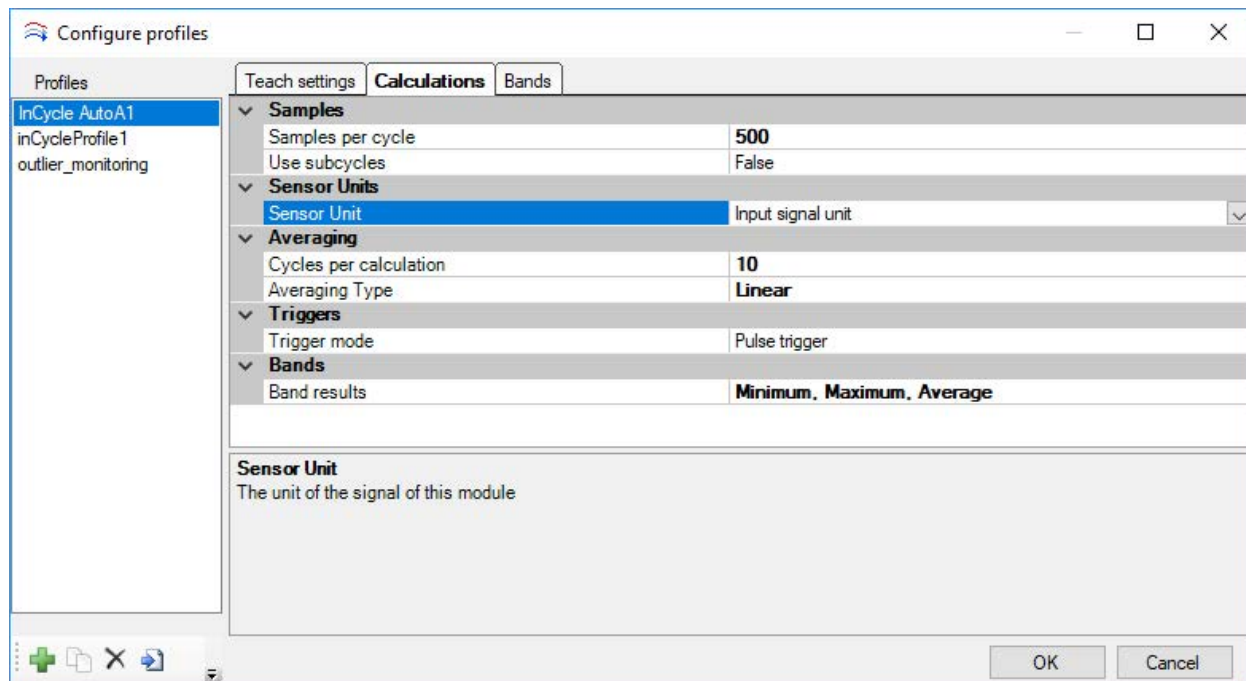 Configure profiles
Profiles
InCycle AutoA1
inCycleProfile1
outlier_monitoring
Teach settings Calculations Bands
Samples
Samples per cycle 500
Use subcycles False
Sensor Units
Sensor Unit Input signal unit
Averaging
Cycles per calculation 10
Averaging Type Linear
Triggers
Trigger mode Pulse trigger
Bands
Band results Minimum, Maximum, Average
Sensor Unit
The unit of the signal of this module
OK Cancel